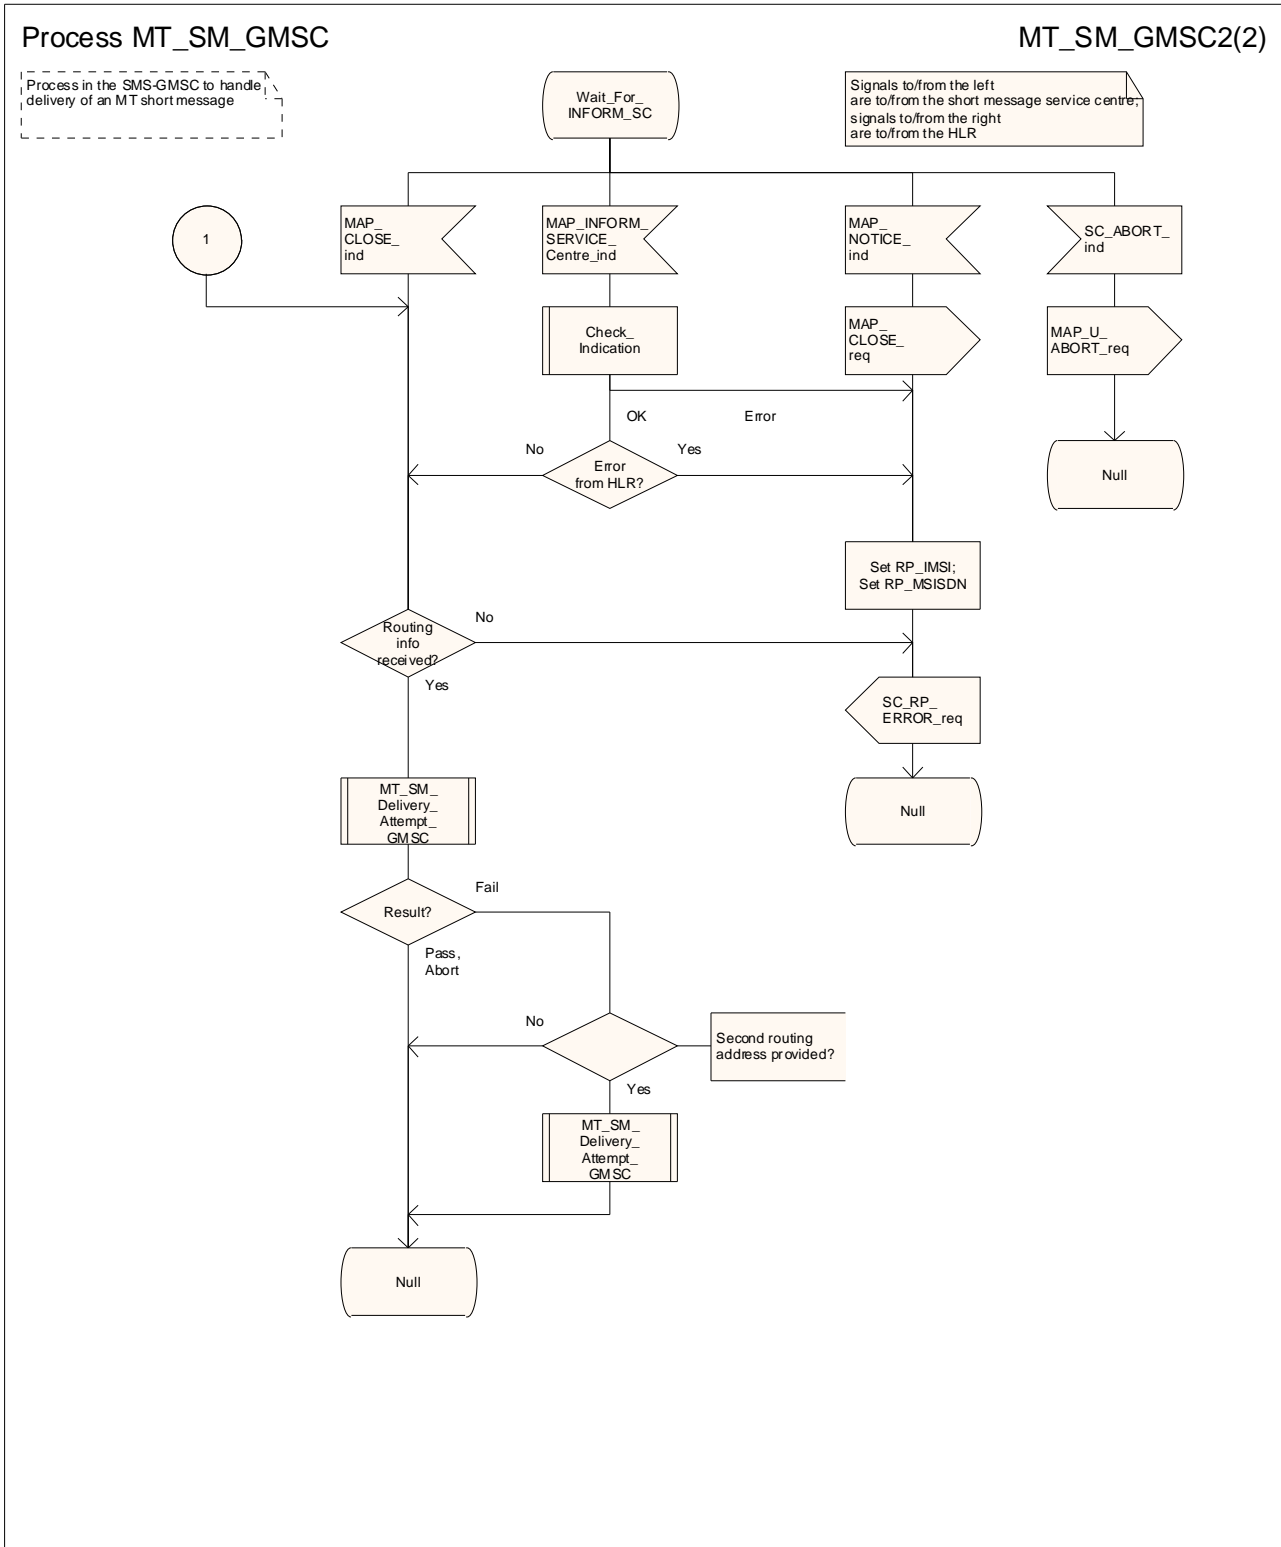 Process MT_SM_GMSC
MT_SM_GMSC2(2)
Process in the SMS-GMSC to handle
delivery of an MT short message
Wait_For_
INFORM_SC
Signals to/from the left
are to/from the short message service centre;
signals to/from the right
are to/from the HLR
1
MAP_
CLOSE_
ind
MAP_INFORM_
SERVICE_
Centre_ind
MAP_
NOTICE_
ind
SC_ABORT_
ind
Check_
Indication
MAP_
CLOSE_
req
MAP_U_
ABORT_req
OK
Error
No
Yes
Error
from HLR?
Null
Set RP_IMSI;
Set RP_MSISDN
No
Routing
info
received?
Yes
SC_RP_
ERROR_req
MT_SM_
Delivery_
Attempt_
GMSC
Null
Fail
Result?
Pass,
Abort
No
Second routing
address provided?
Yes
MT_SM_
Delivery_
Attempt_
GMSC
Null